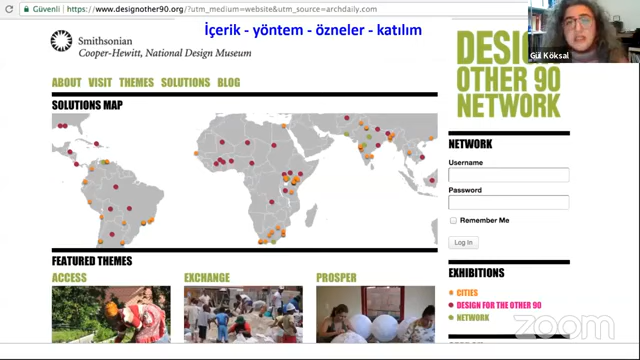 Güvenli
https://www.designother90.org/?utm_medium=website&utm_source=archdaily.com
İçerik - yöntem - özneler - katılım
Gül Köksal
Smithsonian
Cooper-Hewitt, National Design Museum
DESIGN
OTHER 90
NETWORK
ABOUT VISIT THEMES SOLUTIONS BLOG
SOLUTIONS MAP
NETWORK
Username
Password
Remember Me
Log In
FEATURED THEMES
ACCESS EXCHANGE PROSPER
EXHIBITIONS
CITIES
DESIGN FOR THE OTHER 90
NETWORK
zoom